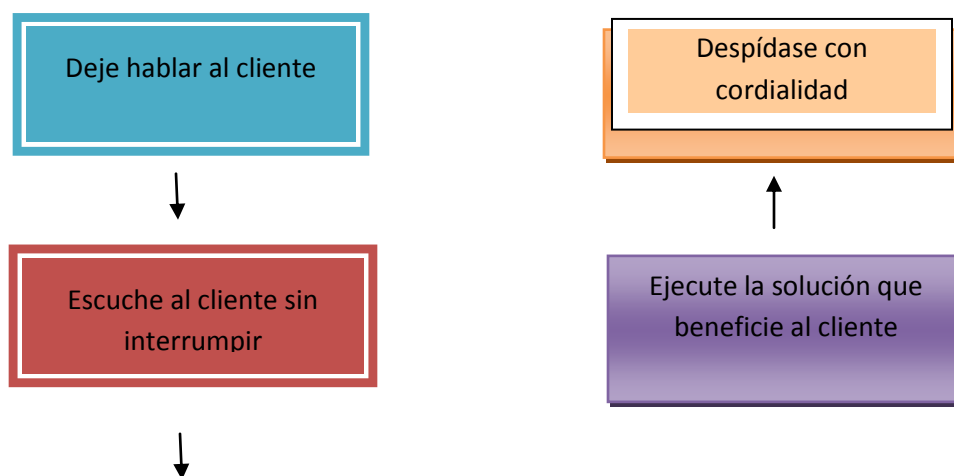 Deje hablar al cliente
Escuche al cliente sin
interrumpir
Despídase con
cordialidad
Ejecute la solución que
beneficie al cliente